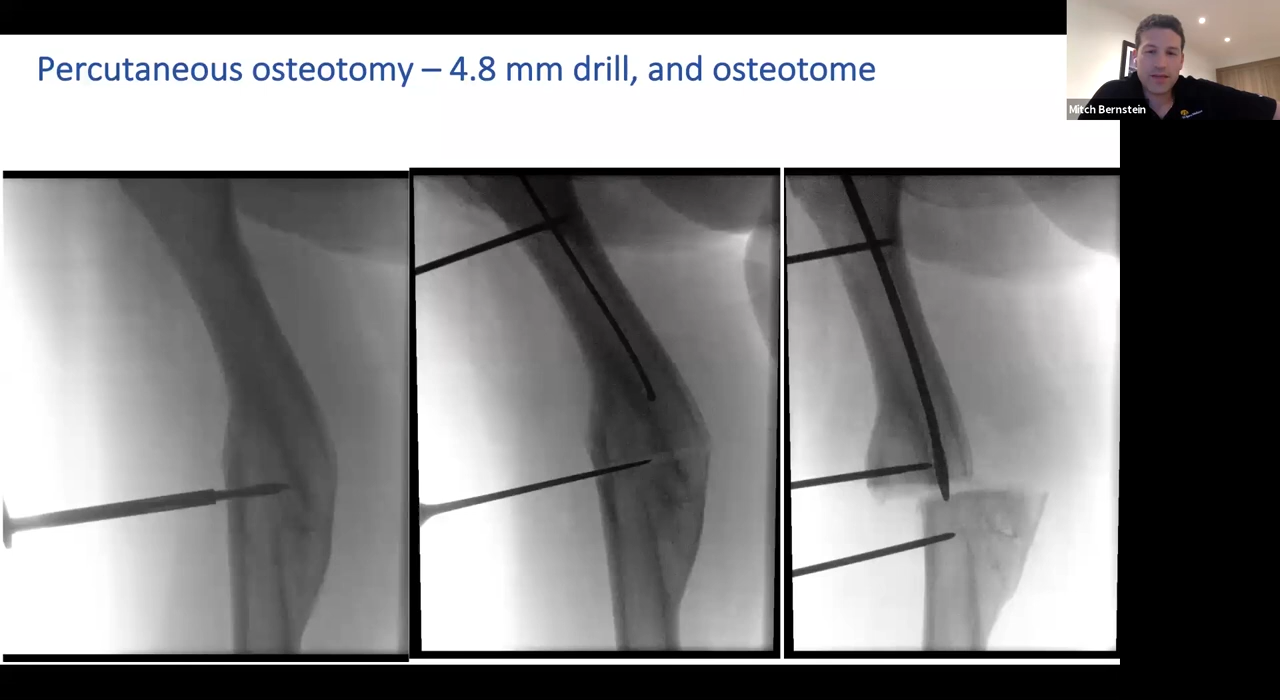 Percutaneous osteotomy – 4.8 mm drill, and osteotome
Mitch Bernstein